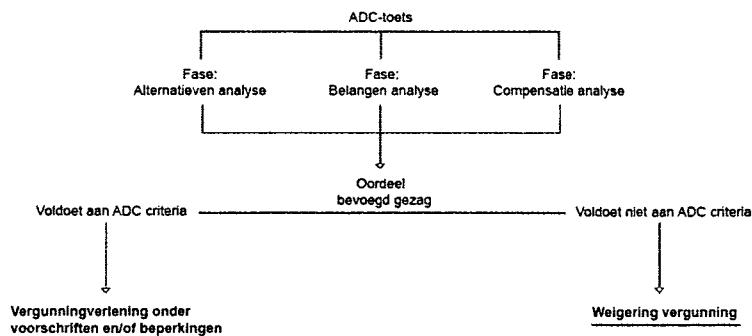 ADC-toets
Fase:
Alternatieven analyse
Fase:
Belangen analyse
Fase:
Compensatie analyse
Oordeel
bevoegd gezag
Voldoet aan ADC criteria
Voldoet niet aan ADC criteria
Vergunningverlening onder
voorschriften en/of beperkingen
Weigering vergunning